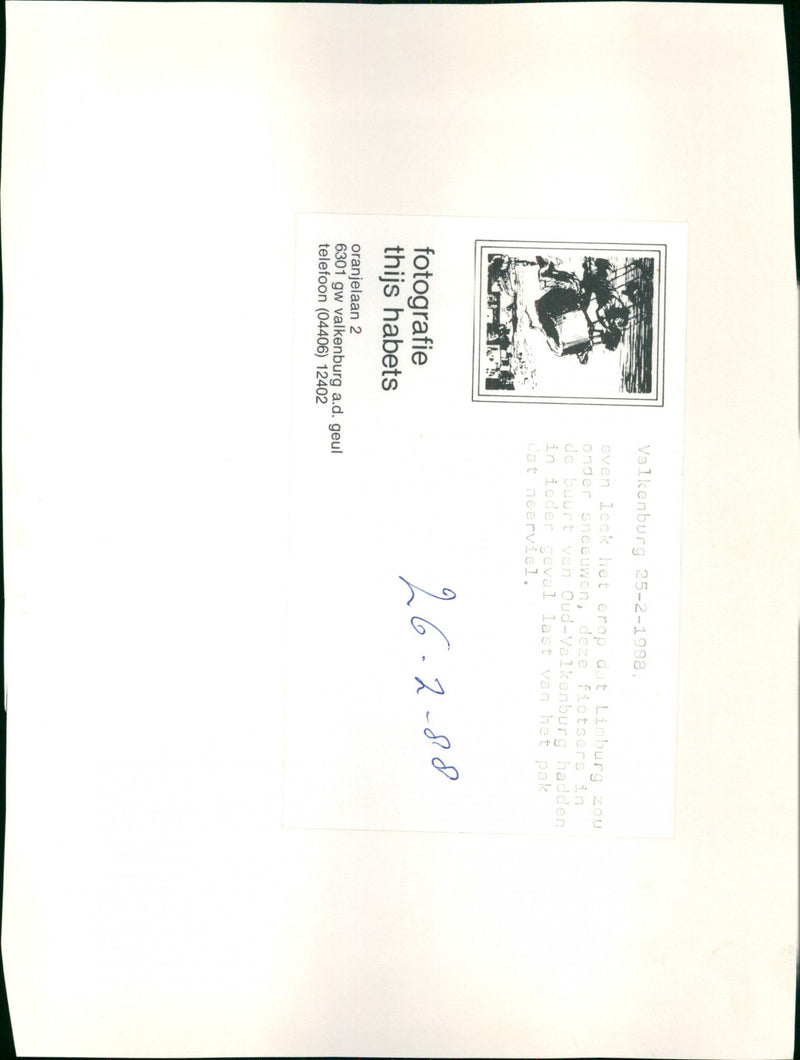 fotografie
thijs habets
oranjelaan 2
6301 gw valkenburg a.d. geul
telefoon (04406) 12402
Valkenburg 25-2-1988.
even leek het erop dat Limburg zou
onder sneeuwen, deze fietsers in
de buurt van Oud-Valkenburg hadden
in ieder geval last van het pak
dat neerviel.
26-2-88